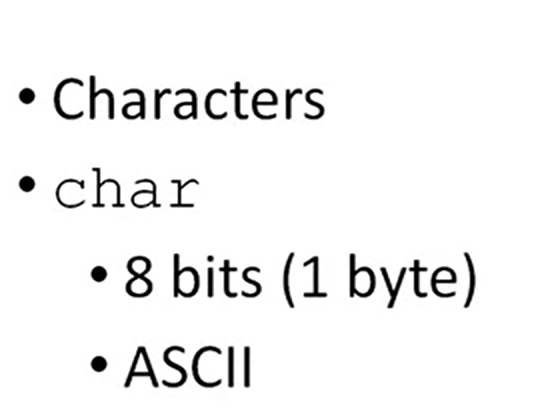 • Characters
• char
• 8 bits (1 byte)
• ASCII